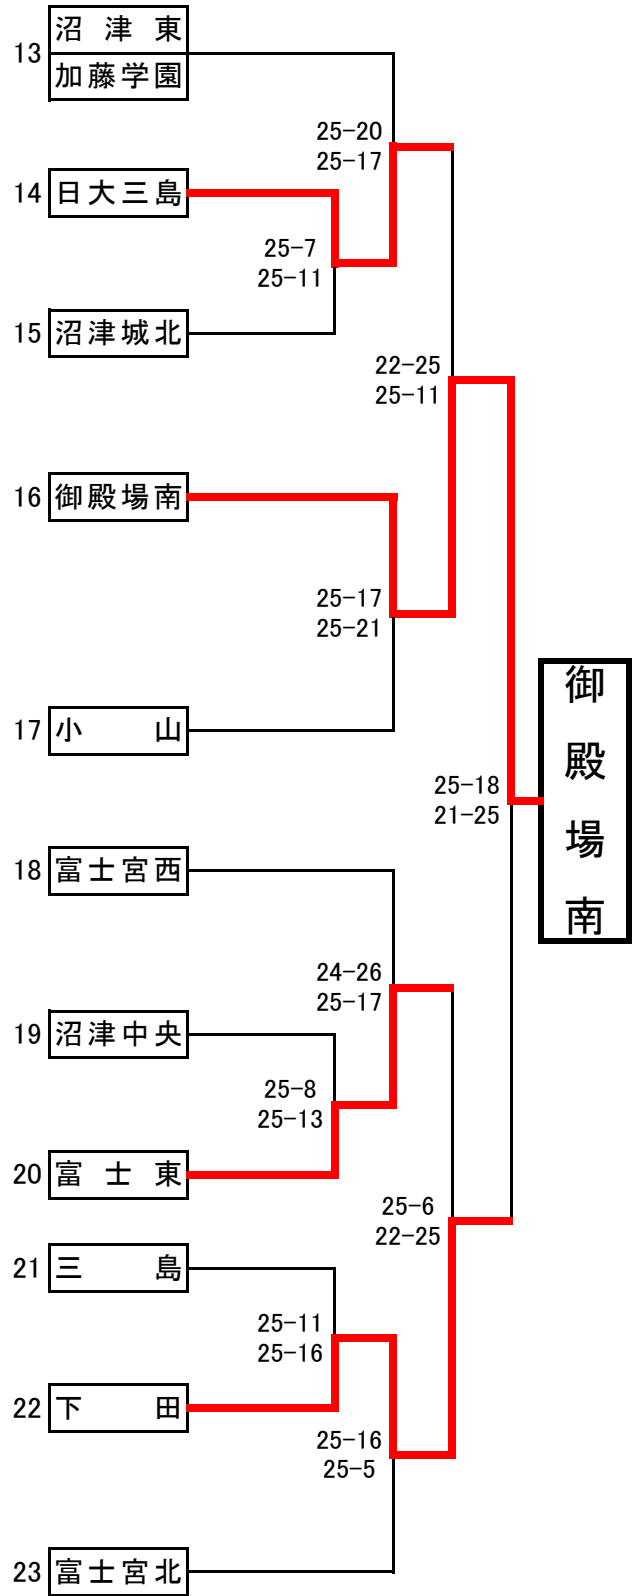 13 沼津東
加藤学園
25-20
25-17
14 日大三島
25-7
25-11
15 沼津城北
22-25
25-11
16 御殿場南
25-17
25-21
御殿場南
17 小山
25-18
21-25
18 富士宮西
24-26
25-17
19 沼津中央
25-8
25-13
20 富士東
25-6
22-25
21 三島
25-11
25-16
22 下田
25-16
25-5
23 富士宮北